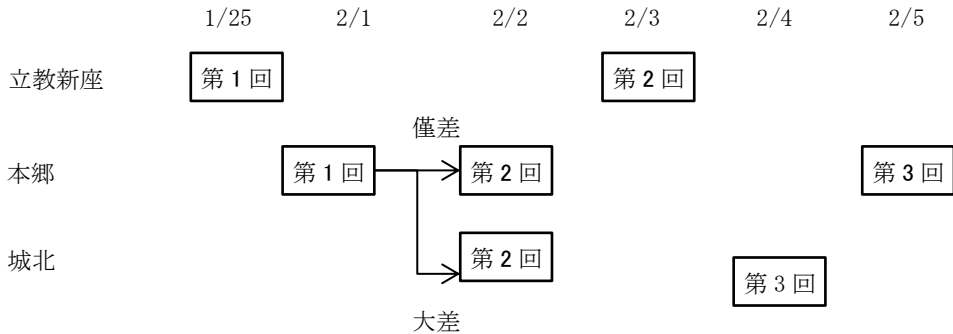 1/25 2/1 2/2 2/3 2/4 2/5
立教新座 第1回 第2回
僅差
本郷 第1回 第2回 第3回
城北 第2回 第3回
大差